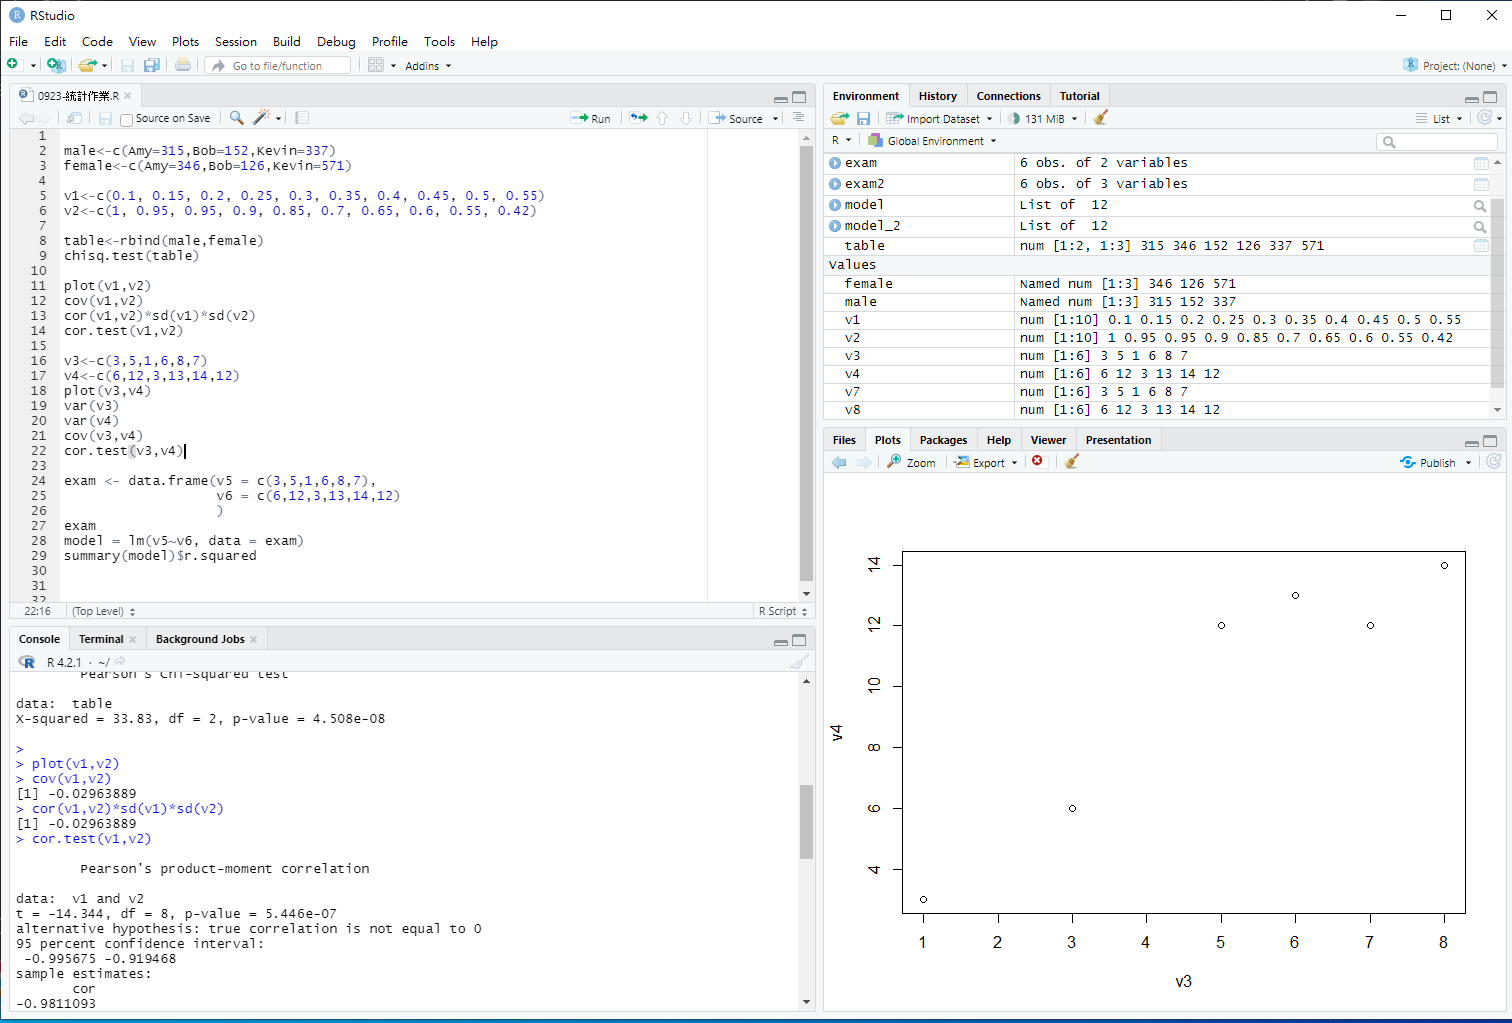 RStudio
File Edit Code View Plots Session Build Debug Profile Tools Help
Go to file/function Addins Project: (None)
0923-統計作業.R
Source on Save Run Source
1
2 male<-c(Amy=315,Bob=152,Kevin=337)
3 female<-c(Amy=346,Bob=126,Kevin=571)
4
5 v1<-c(0.1, 0.15, 0.2, 0.25, 0.3, 0.35, 0.4, 0.45, 0.5, 0.55)
6 v2<-c(1, 0.95, 0.95, 0.9, 0.85, 0.7, 0.65, 0.6, 0.55, 0.42)
7
8 table<-rbind(male,female)
9 chisq.test(table)
10
11 plot(v1,v2)
12 cov(v1,v2)
13 cor(v1,v2)*sd(v1)*sd(v2)
14 cor.test(v1,v2)
15
16 v3<-c(3,5,1,6,8,7)
17 v4<-c(6,12,3,13,14,12)
18 plot(v3,v4)
19 var(v3)
20 var(v4)
21 cov(v3,v4)
22 cor.test(v3,v4)
23
24 exam <- data.frame(v5 = c(3,5,1,6,8,7),
25 v6 = c(6,12,3,13,14,12)
26 )
27 exam
28 model = lm(v5~v6, data = exam)
29 summary(model)$r.squared
30
31
32
22:16 (Top Level) R Script
Console Terminal Background Jobs
R 4.2.1 · ~/
Pearson's Chi-squared test
data: table
X-squared = 33.83, df = 2, p-value = 4.508e-08
>
> plot(v1,v2)
> cov(v1,v2)
[1] -0.02963889
> cor(v1,v2)*sd(v1)*sd(v2)
[1] -0.02963889
> cor.test(v1,v2)
Pearson's product-moment correlation
data: v1 and v2
t = -14.344, df = 8, p-value = 5.446e-07
alternative hypothesis: true correlation is not equal to 0
95 percent confidence interval:
-0.995675 -0.919468
sample estimates:
cor
-0.9811093
Environment History Connections Tutorial
Import Dataset 131 MiB List
R Global Environment
exam 6 obs. of 2 variables
exam2 6 obs. of 3 variables
model List of 12
model_2 List of 12
table num [1:2, 1:3] 315 346 152 126 337 571
Values
female Named num [1:3] 346 126 571
male Named num [1:3] 315 152 337
v1 num [1:10] 0.1 0.15 0.2 0.25 0.3 0.35 0.4 0.45 0.5 0.55
v2 num [1:10] 1 0.95 0.95 0.9 0.85 0.7 0.65 0.6 0.55 0.42
v3 num [1:6] 3 5 1 6 8 7
v4 num [1:6] 6 12 3 13 14 12
v7 num [1:6] 3 5 1 6 8 7
v8 num [1:6] 6 12 3 13 14 12
Files Plots Packages Help Viewer Presentation
Zoom Export Publish
14
12
10
8
6
4
v4
1 2 3 4 5 6 7 8
v3